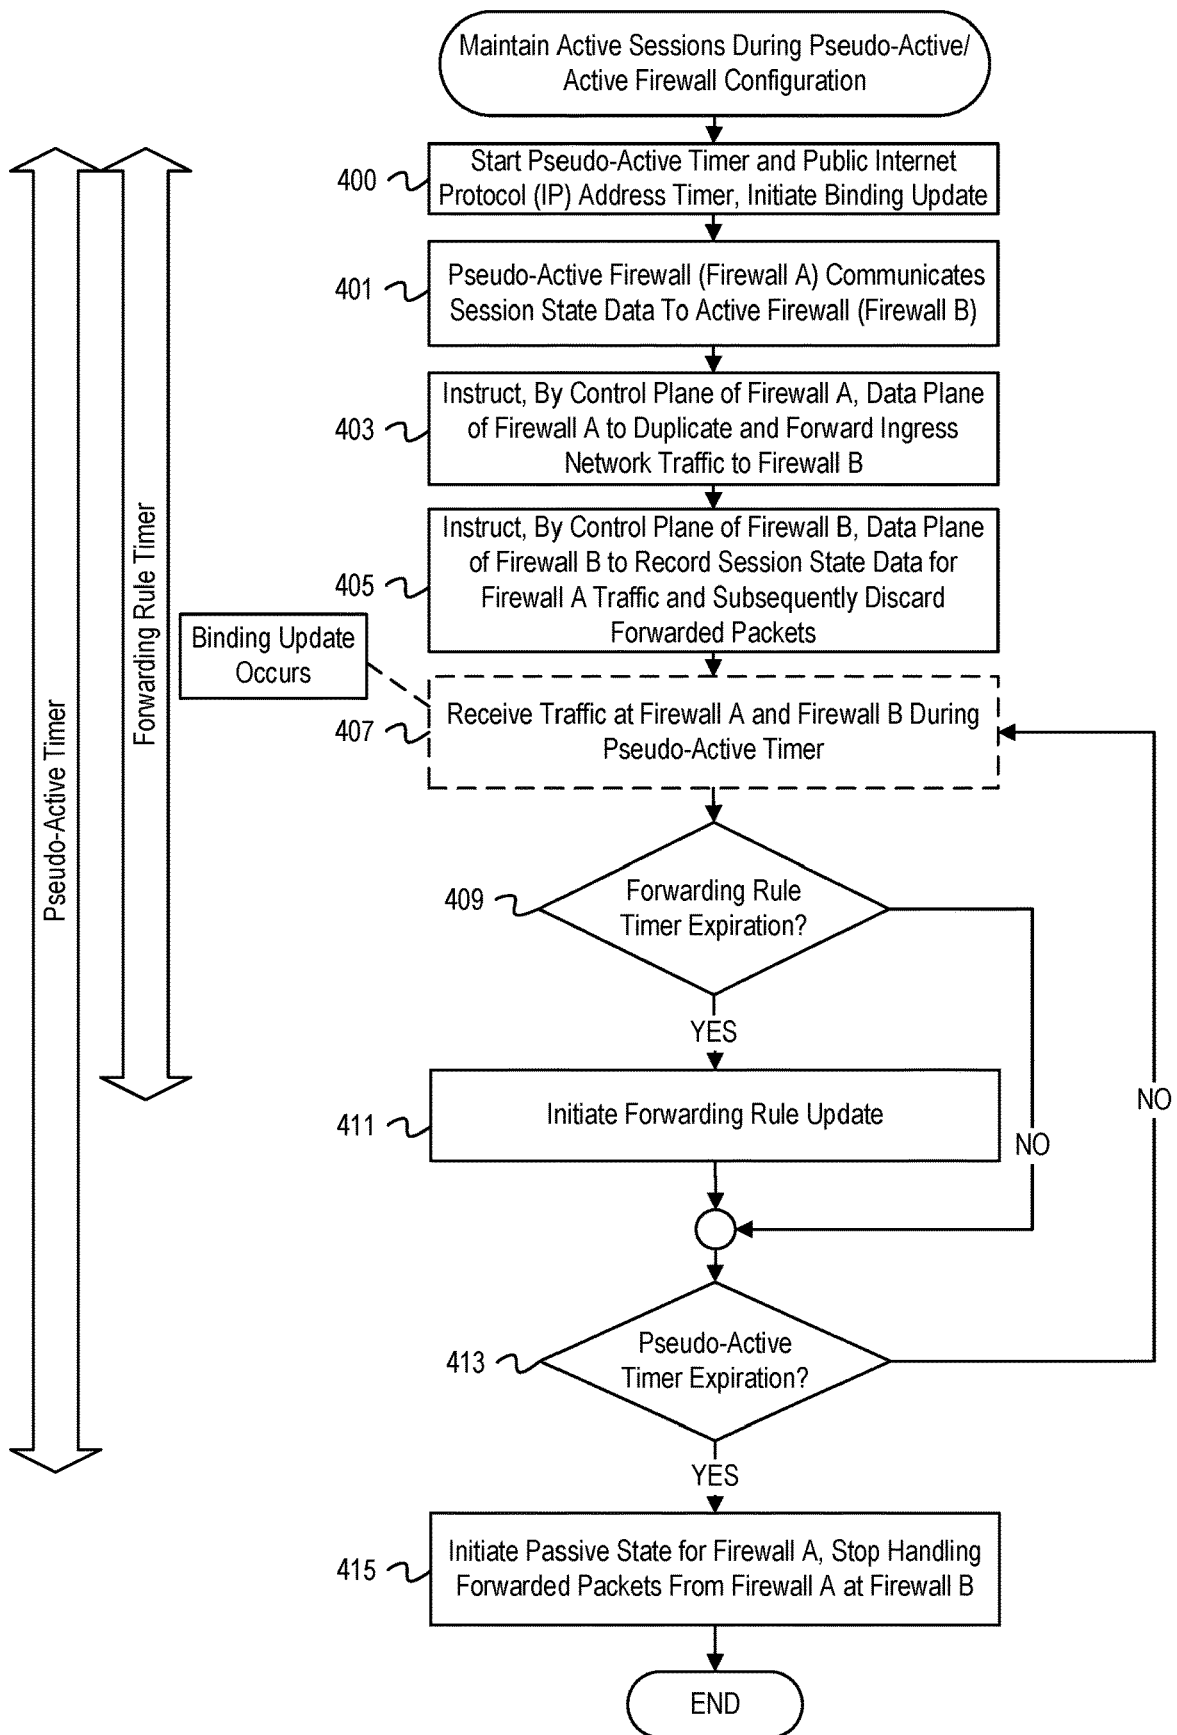 Maintain Active Sessions During Pseudo-Active/
Active Firewall Configuration
400
Start Pseudo-Active Timer and Public Internet
Protocol (IP) Address Timer, Initiate Binding Update
401
Pseudo-Active Firewall (Firewall A) Communicates
Session State Data To Active Firewall (Firewall B)
403
Instruct, By Control Plane of Firewall A, Data Plane
of Firewall A to Duplicate and Forward Ingress
Network Traffic to Firewall B
405
Instruct, By Control Plane of Firewall B, Data Plane
of Firewall B to Record Session State Data for
Firewall A Traffic and Subsequently Discard
Forwarded Packets
Binding Update
Occurs
Forwarding Rule Timer
Pseudo-Active Timer
407
Receive Traffic at Firewall A and Firewall B During
Pseudo-Active Timer
409
Forwarding Rule
Timer Expiration?
YES
NO
411
Initiate Forwarding Rule Update
NO
413
Pseudo-Active
Timer Expiration?
YES
415
Initiate Passive State for Firewall A, Stop Handling
Forwarded Packets From Firewall A at Firewall B
END